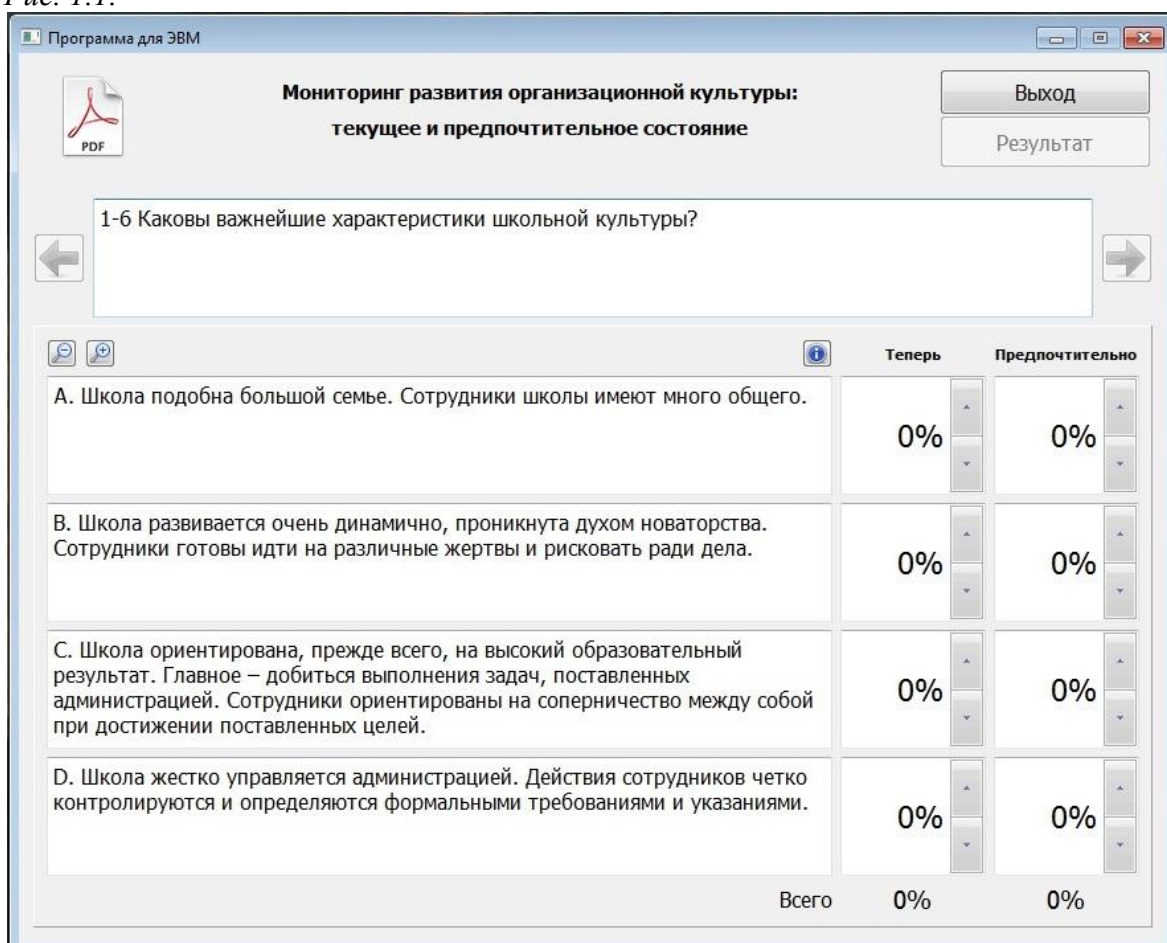 Рис. 1.1.
Программа для ЭВМ
Мониторинг развития организационной культуры:
текущее и предпочтительное состояние
Выход
Результат
PDF
1-6 Каковы важнейшие характеристики школьной культуры?
Теперь
Предпочтительно
A. Школа подобна большой семье. Сотрудники школы имеют много общего.
0%
0%
B. Школа развивается очень динамично, проникнута духом новаторства.
Сотрудники готовы идти на различные жертвы и рисковать ради дела.
0%
0%
C. Школа ориентирована, прежде всего, на высокий образовательный
результат. Главное – добиться выполнения задач, поставленных
администрацией. Сотрудники ориентированы на соперничество между собой
при достижении поставленных целей.
0%
0%
D. Школа жестко управляется администрацией. Действия сотрудников четко
контролируются и определяются формальными требованиями и указаниями.
0%
0%
Всего
0%
0%